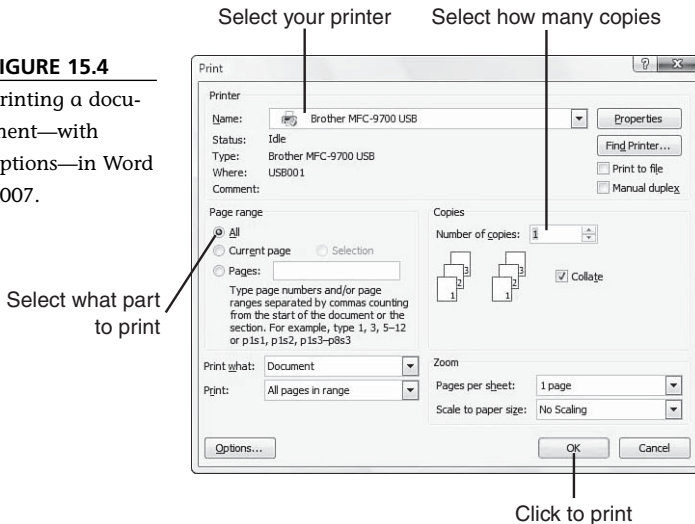 Select your printer Select how many copies
IGURE 15.4
rinting a docu-
ment—with
ptions—in Word
007.
Print
Printer
Name: Brother MFC-9700 USB Properties
Status: Idle Find Printer...
Type: Brother MFC-9700 USB
Where: USB001 Print to file
Comment: Manual duplex
Page range Copies
All Number of copies: 1
Current page Selection
Pages: Collate
1 2 3 1 2 3
Type page numbers and/or page
ranges separated by commas counting
from the start of the document or the
section. For example, type 1, 3, 5–12
or p1s1, p1s2, p1s3–p8s3
Select what part
to print
Print what: Document Zoom
Print: All pages in range Pages per sheet: 1 page
Scale to paper size: No Scaling
Options... OK Cancel
Click to print